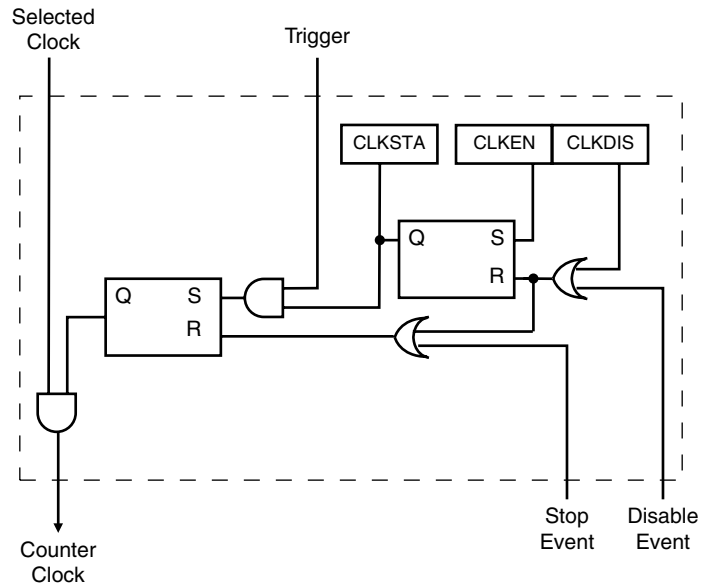 Selected
Clock
Trigger
CLKSTA
CLKEN
CLKDIS
Q
S
R
Q
S
R
Stop
Event
Disable
Event
Counter
Clock